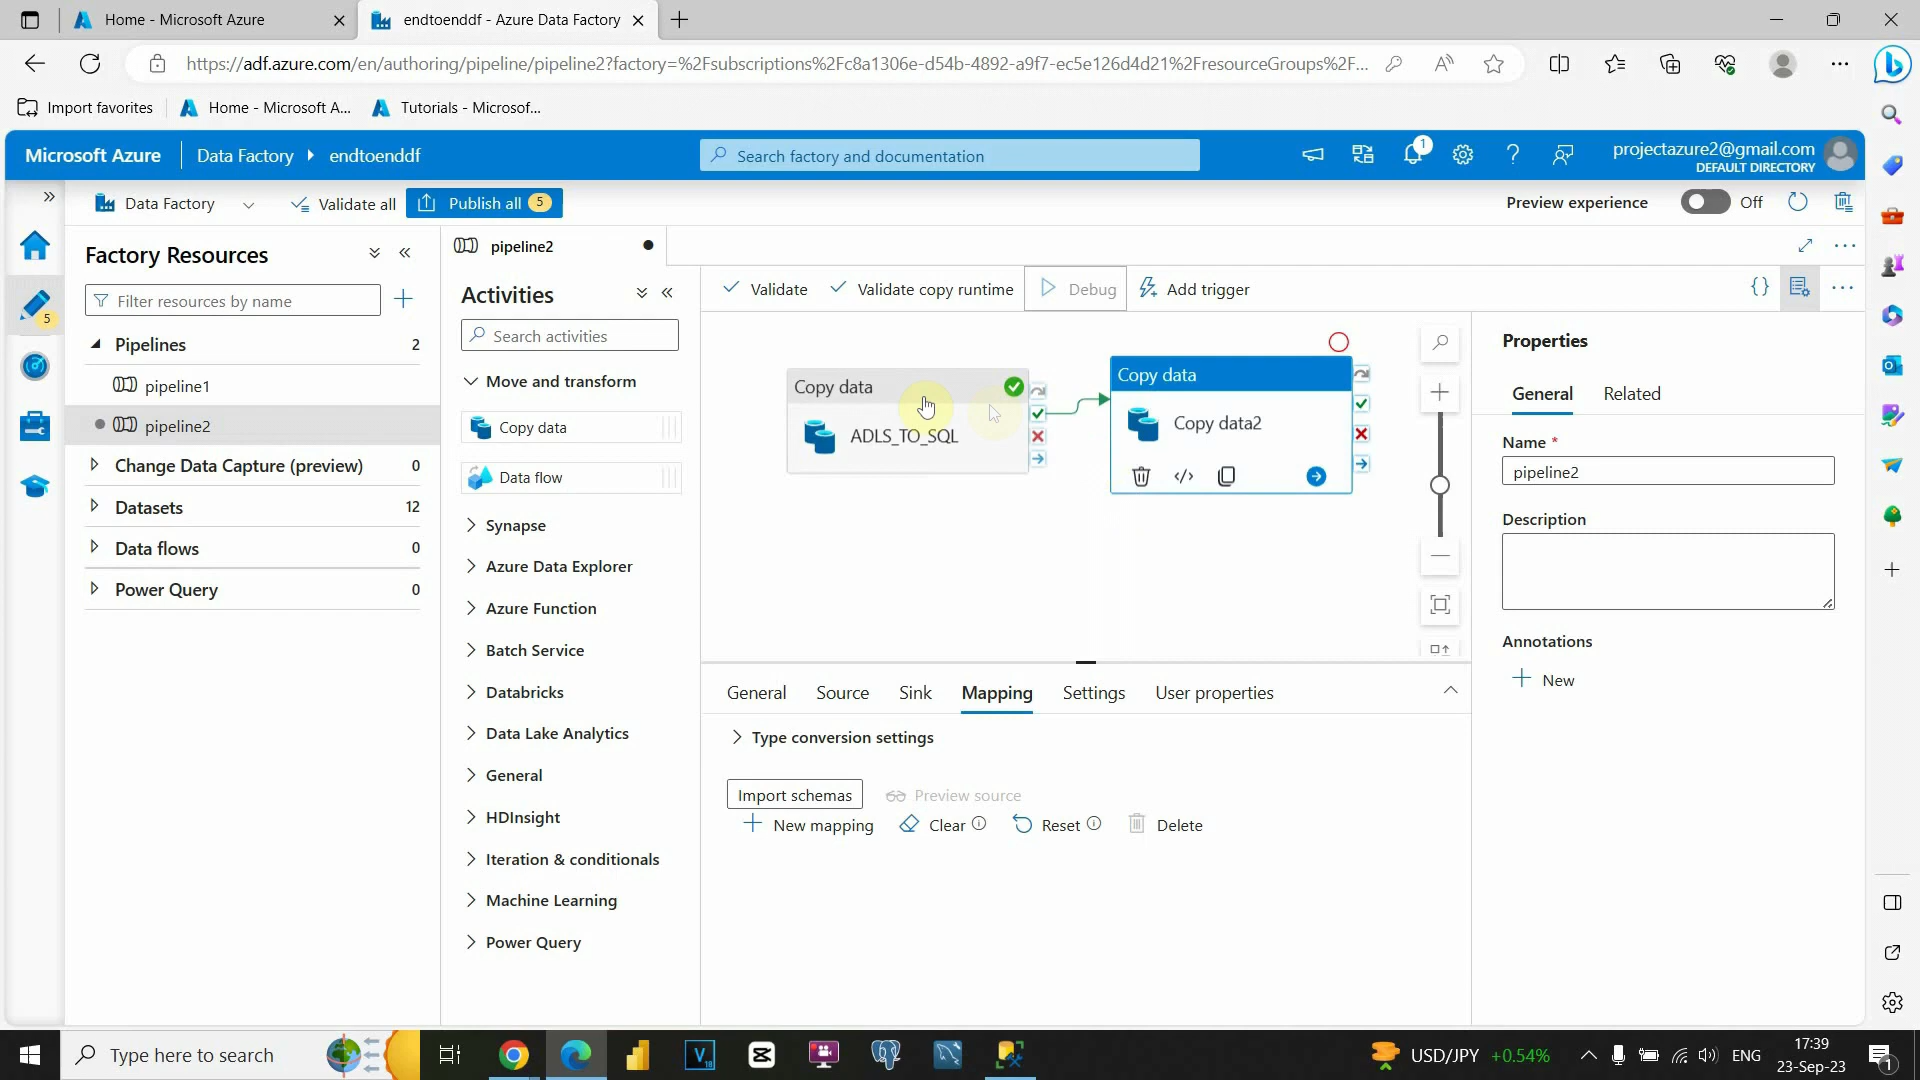 Home - Microsoft Azure
endtoenddf - Azure Data Factory
https://adf.azure.com/en/authoring/pipeline/pipeline2?factory=%2Fsubscriptions%2Fc8a1306e-d54b-4892-a9f7-ec5e126d4d21%2FresourceGroups%2F...
Import favorites
Home - Microsoft A...
Tutorials - Microsof...
Microsoft Azure
Data Factory
endtoenddf
Search factory and documentation
1
projectazure2@gmail.com
DEFAULT DIRECTORY
Data Factory
Validate all
Publish all 5
Preview experience
Off
5
Factory Resources
Filter resources by name
Pipelines 2
pipeline1
pipeline2
Change Data Capture (preview) 0
Datasets 12
Data flows 0
Power Query 0
pipeline2
Activities
Search activities
Move and transform
Copy data
Data flow
Synapse
Azure Data Explorer
Azure Function
Batch Service
Databricks
Data Lake Analytics
General
HDInsight
Iteration & conditionals
Machine Learning
Power Query
Validate
Validate copy runtime
Debug
Add trigger
Copy data
ADLS_TO_SQL
Copy data
Copy data2
General
Source
Sink
Mapping
Settings
User properties
Type conversion settings
Import schemas
Preview source
New mapping
Clear
Reset
Delete
Properties
General
Related
Name *
pipeline2
Description
Annotations
New
Type here to search
USD/JPY +0.54%
ENG
17:39
23-Sep-23
1